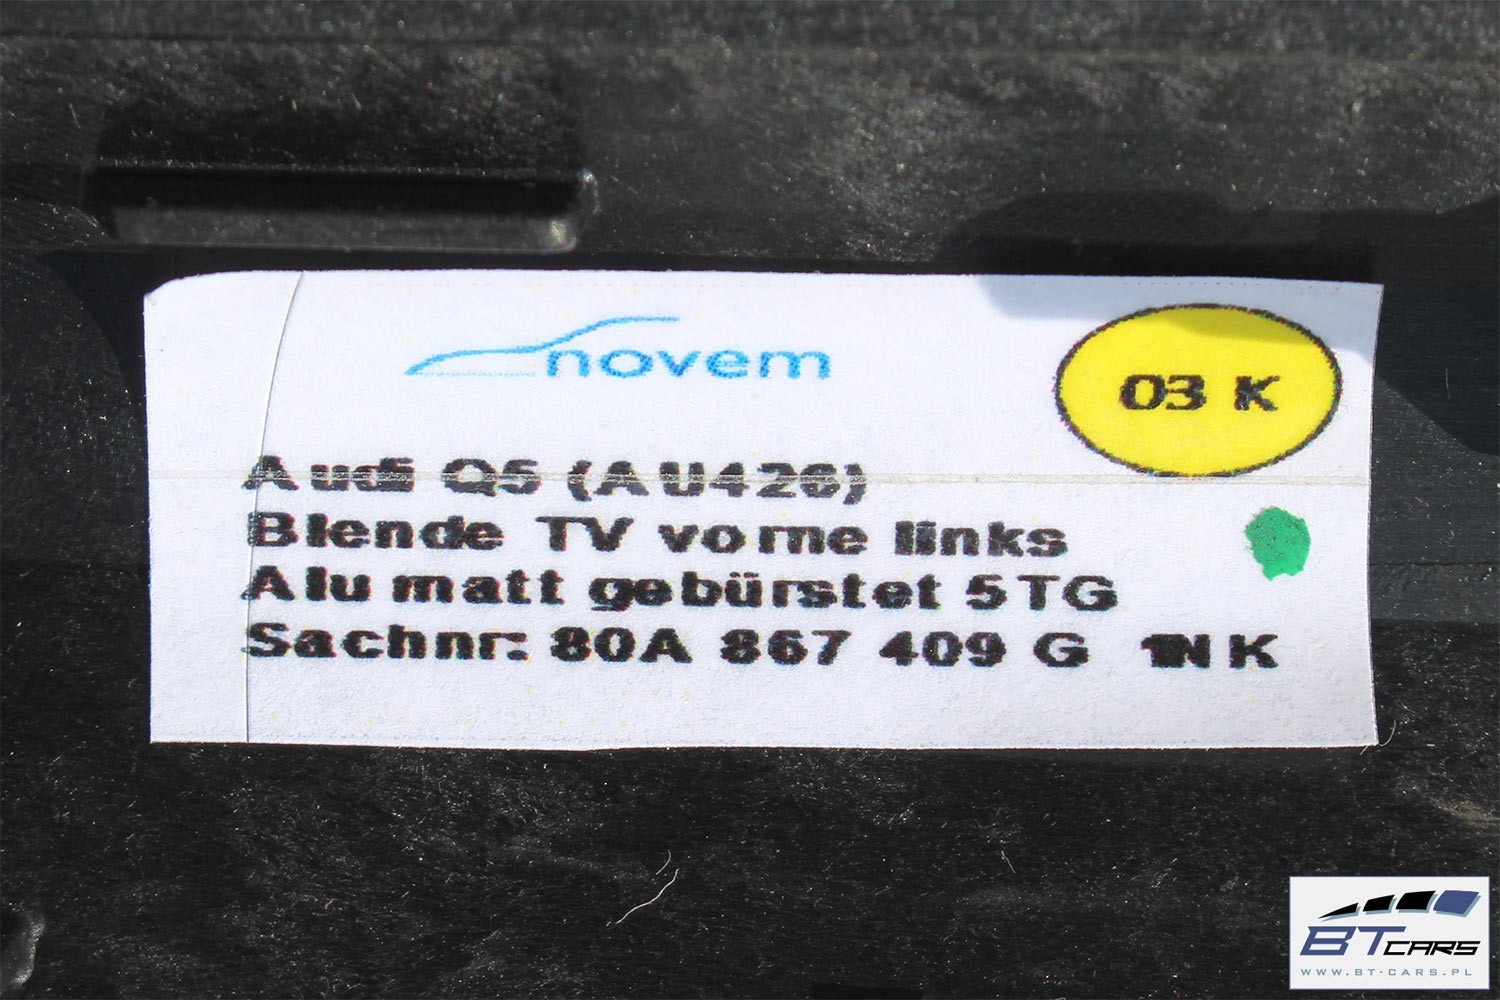 novem
03 K
Audi Q5 (AU426)
Blende TV vorne links
Alu matt gebürstet 5TG
Sachnr: 80A 867 409 G 1NK
BT CARS
WWW.BT-CARS.PL